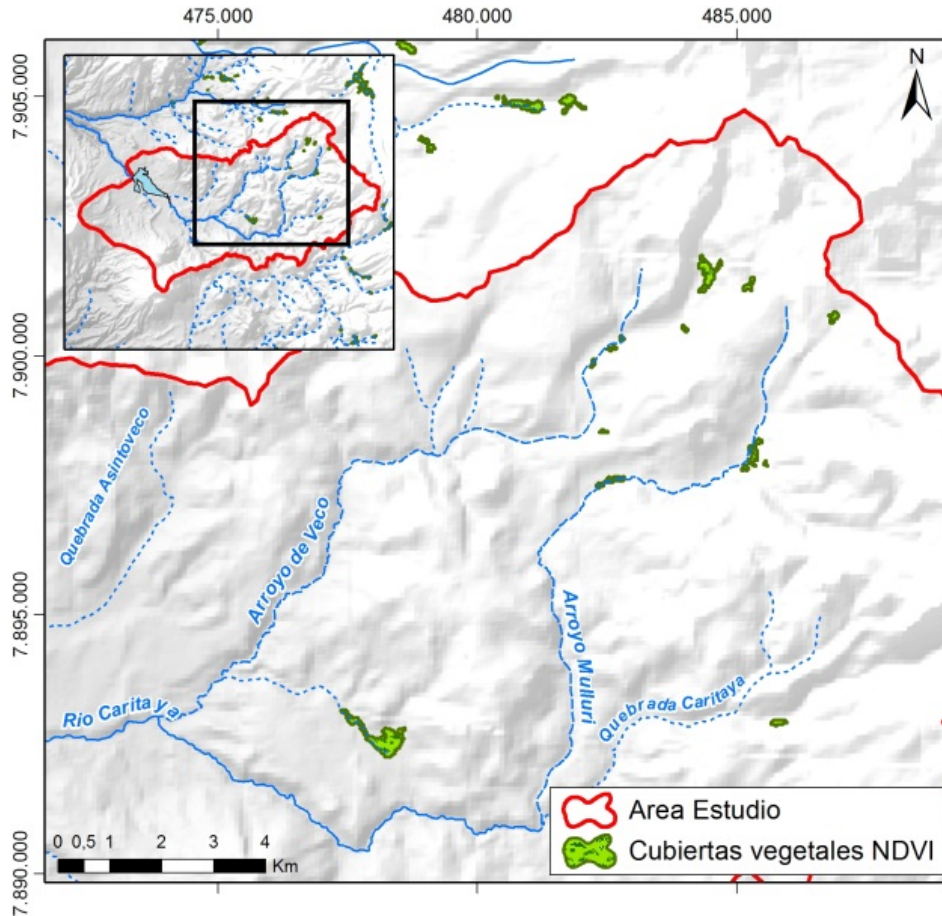 475.000
480.000
485.000
7.905.000
7.900.000
7.895.000
7.890.000
N
Quebrada Asintoveco
Arroyo de Veco
Arroyo Mulluri
Quebrada Caritaya
Río Caritaya
Area Estudio
Cubiertas vegetales NDVI
0 0,5 1 2 3 4
Km